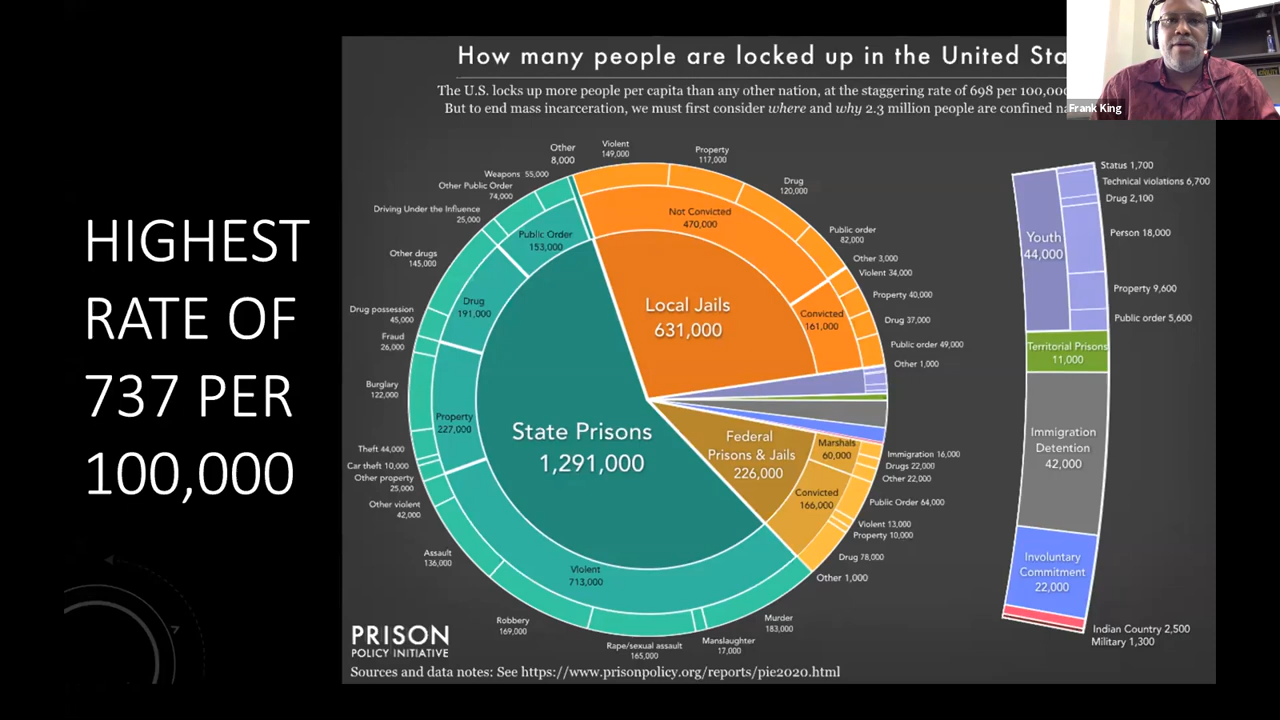 HIGHEST
RATE OF
737 PER
100,000
How many people are locked up in the United
The U.S. locks up more people per capita than any other nation, at the staggering rate of 698 per
But to end mass incarceration, we must first consider where and why 2.3 million people are confined
Frank King
Other
8,000
Violent
149,000
Property
117,000
Drug
120,000
Public order
82,000
Other 3,000
Violent 34,000
Property 40,000
Drug 37,000
Public order 49,000
Other 1,000
Not Convicted
470,000
Convicted
161,000
Local Jails
631,000
Weapons 55,000
Other Public Order
74,000
Driving Under the Influence
25,000
Public Order
153,000
Other drugs
145,000
Drug possession
45,000
Drug
191,000
Fraud
26,000
Burglary
122,000
Theft 44,000
Car theft 10,000
Other property
25,000
Property
227,000
Other violent
42,000
Assault
136,000
Robbery
169,000
Rape/sexual assault
165,000
Manslaughter
17,000
Murder
183,000
Violent
713,000
State Prisons
1,291,000
Federal
Prisons & Jails
226,000
Marshals
60,000
Convicted
166,000
Immigration 16,000
Drugs 22,000
Other 22,000
Public Order 64,000
Violent 13,000
Property 10,000
Drug 78,000
Other 1,000
Youth
44,000
Status 1,700
Technical violations 6,700
Drug 2,100
Person 18,000
Property 9,600
Public order 5,600
Territorial Prisons
11,000
Immigration
Detention
42,000
Involuntary
Commitment
22,000
Indian Country 2,500
Military 1,300
PRISON
POLICY INITIATIVE
Sources and data notes: See https://www.prisonpolicy.org/reports/pie2020.html